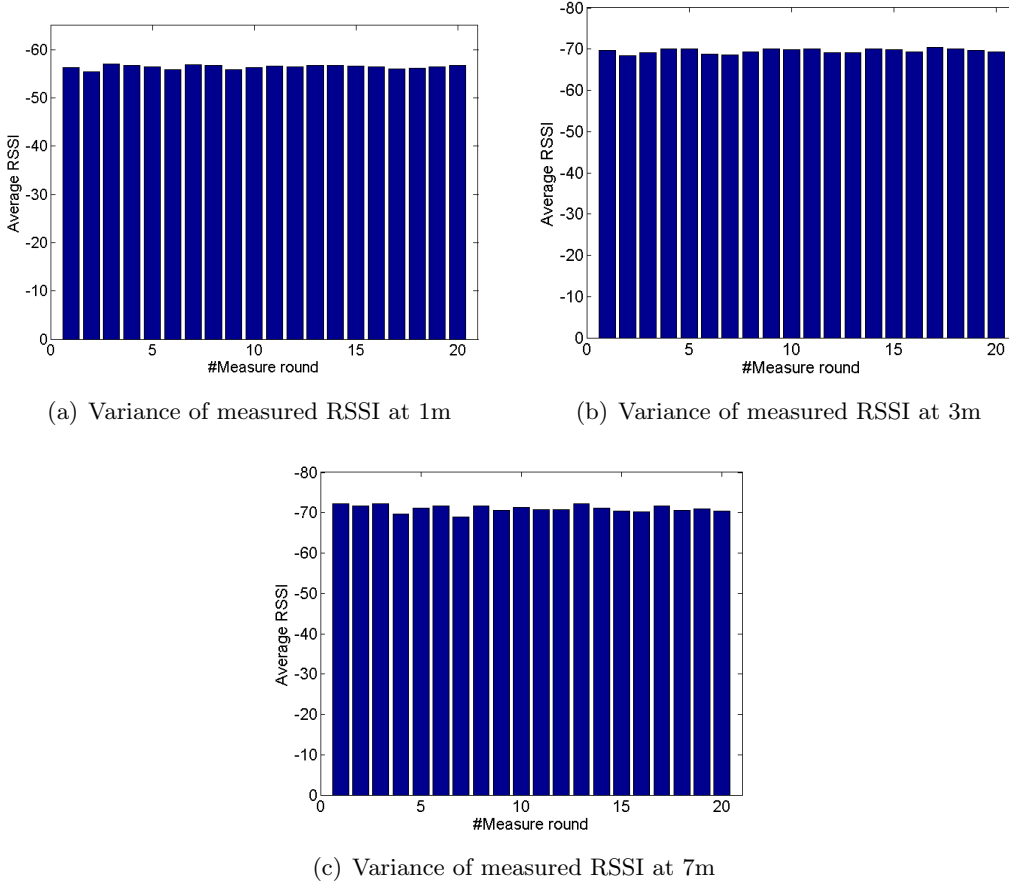 -60
-50
-40
-30
-20
-10
0
Average RSSI
0 5 10 15 20
#Measure round
(a) Variance of measured RSSI at 1m
-80
-70
-60
-50
-40
-30
-20
-10
0
Average RSSI
0 5 10 15 20
#Measure round
(b) Variance of measured RSSI at 3m
-80
-70
-60
-50
-40
-30
-20
-10
0
Average RSSI
0 5 10 15 20
#Measure round
(c) Variance of measured RSSI at 7m